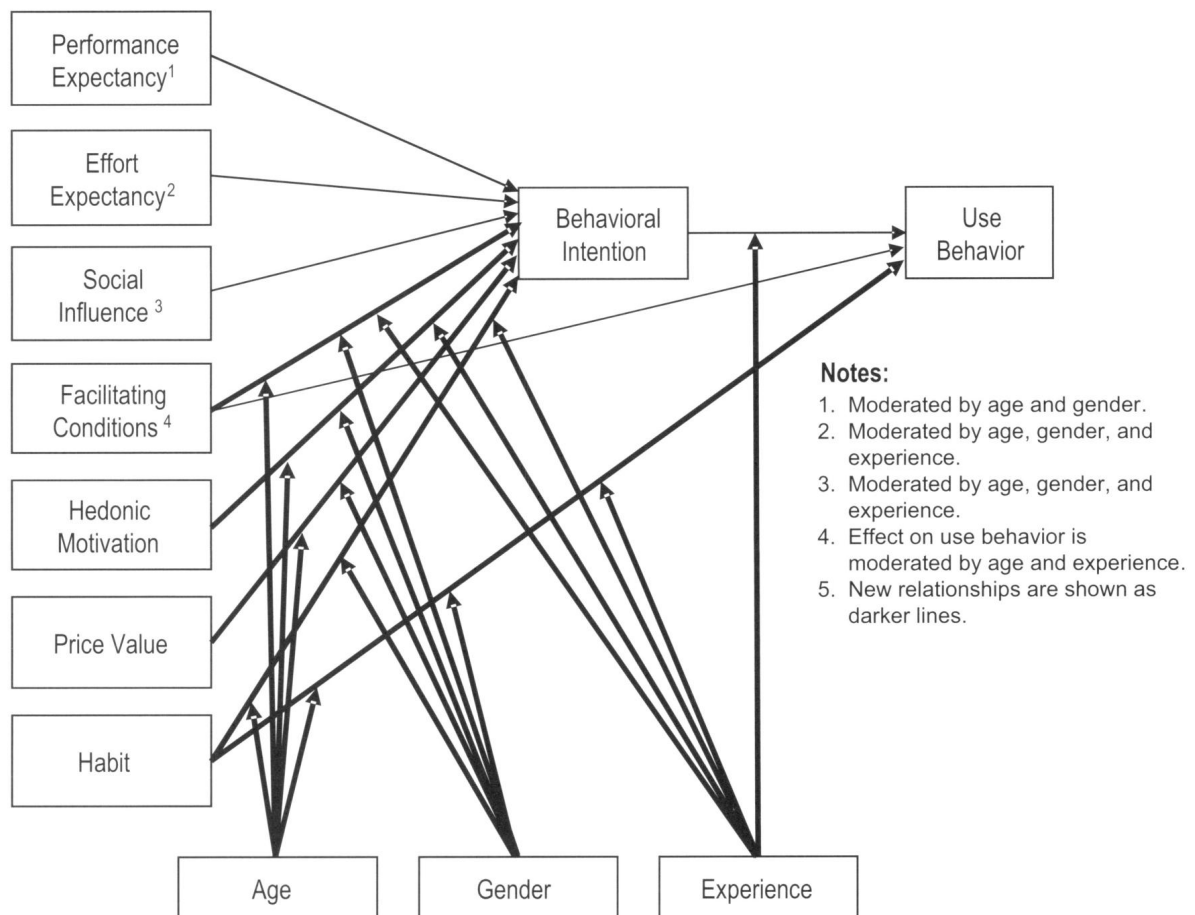 Performance
Expectancy1
Effort
Expectancy2
Social
Influence 3
Facilitating
Conditions 4
Hedonic
Motivation
Price Value
Habit
Behavioral
Intention
Use
Behavior
Notes:
1. Moderated by age and gender.
2. Moderated by age, gender, and
experience.
3. Moderated by age, gender, and
experience.
4. Effect on use behavior is
moderated by age and experience.
5. New relationships are shown as
darker lines.
Age
Gender
Experience